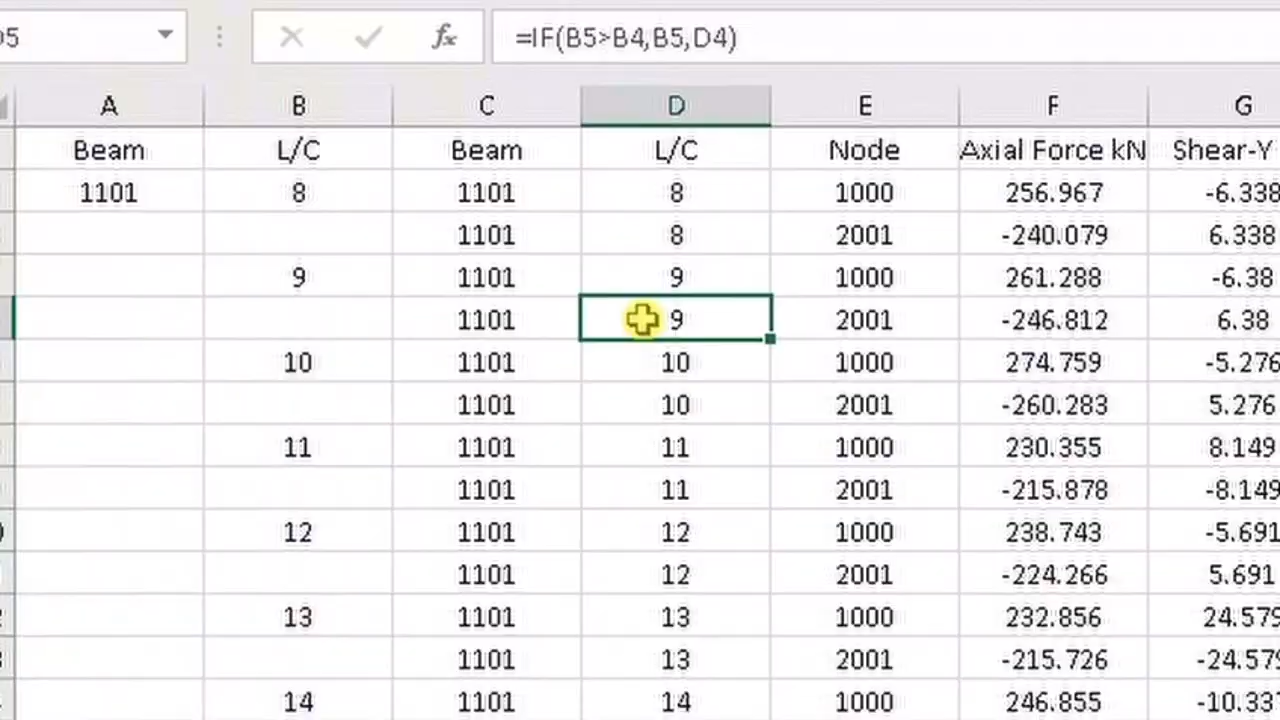 =IF(B5>B4,B5,D4)
A B C D E F G
Beam L/C Beam L/C Node Axial Force kN Shear-Y
1101 8 1101 8 1000 256.967 -6.338
1101 8 2001 -240.079 6.338
9 1101 9 1000 261.288 -6.38
1101 9 2001 -246.812 6.38
10 1101 10 1000 274.759 -5.276
1101 10 2001 -260.283 5.276
11 1101 11 1000 230.355 8.149
1101 11 2001 -215.878 -8.149
12 1101 12 1000 238.743 -5.691
1101 12 2001 -224.266 5.691
13 1101 13 1000 232.856 24.579
1101 13 2001 -215.726 -24.579
14 1101 14 1000 246.855 -10.33